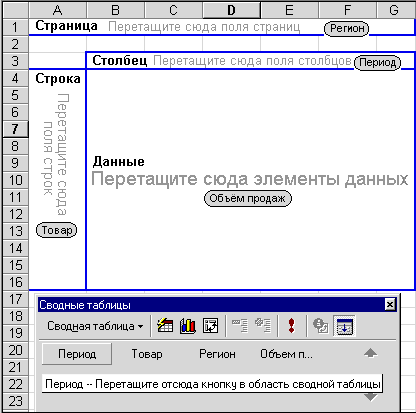 A B C D E F G
1 Страница Перетащите сюда поля страниц Регион
2
3 Столбец Перетащите сюда поля столбцов Период
4 Строка
5
6
7
8
9 Данные
10 Перетащите сюда элементы данных
11 Объём продаж
12
13 Товар
14
15
16
Перетащите сюда
поля строк
17
18
19
20
21
22
23
Сводные таблицы
Сводная таблица
Период Товар Регион Объем п...
Период -- Перетащите отсюда кнопку в область сводной таблицы